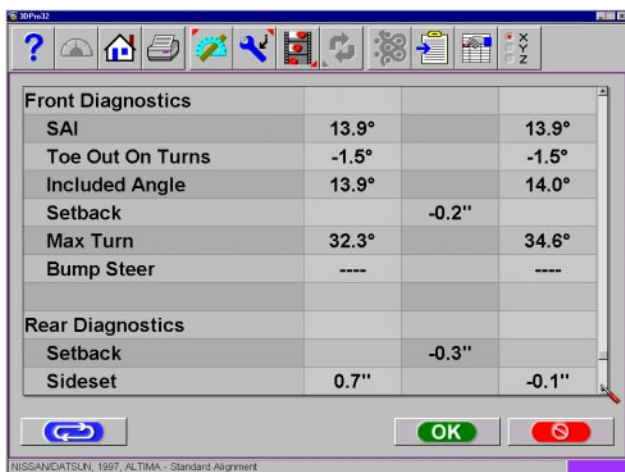 3DPro32
?
X
Y
Z
Front Diagnostics
SAI 13.9° 13.9°
Toe Out On Turns -1.5° -1.5°
Included Angle 13.9° 14.0°
Setback -0.2"
Max Turn 32.3° 34.6°
Bump Steer ---- ----
Rear Diagnostics
Setback -0.3"
Sideset 0.7" -0.1"
OK
NISSAN/DATSUN, 1997, ALTIMA - Standard Alignment